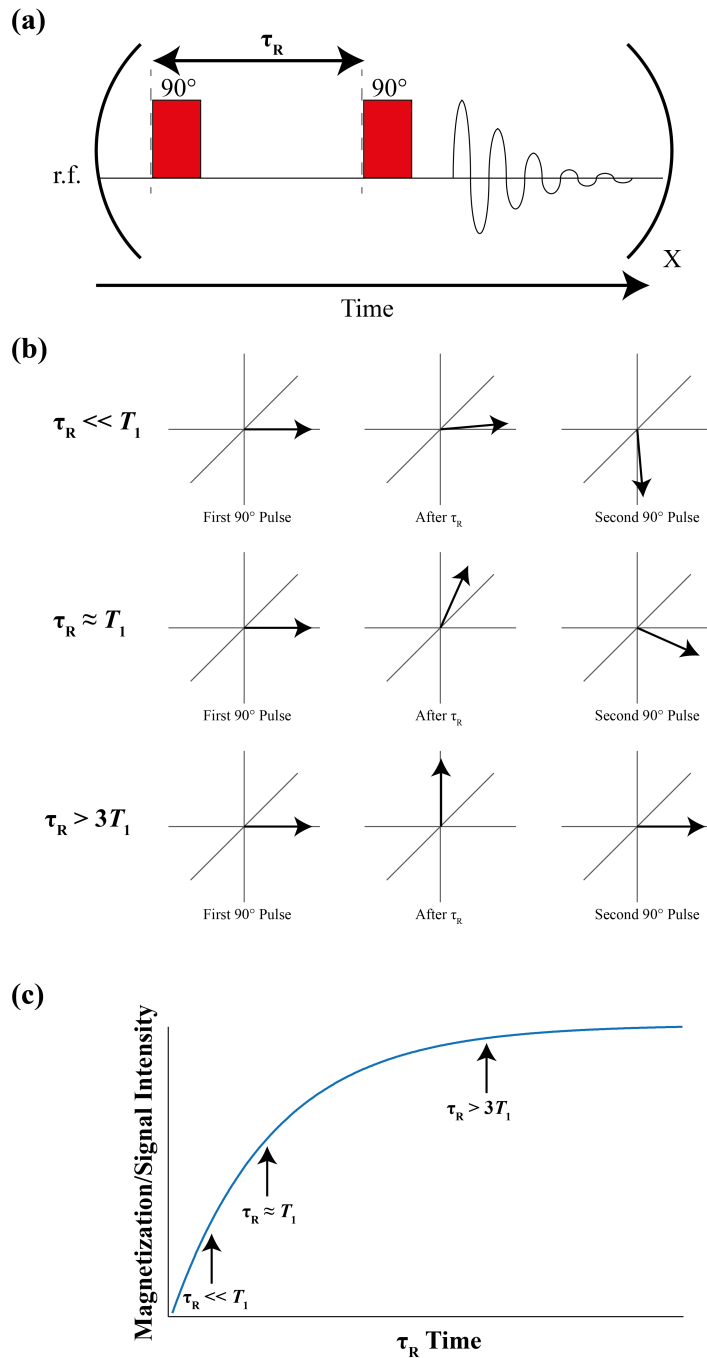 (a)
τR
90° 90°
r.f.
X
Time
(b)
τR << T1
First 90° Pulse After τR Second 90° Pulse
τR ≈ T1
First 90° Pulse After τR Second 90° Pulse
τR > 3T1
First 90° Pulse After τR Second 90° Pulse
(c)
Magnetization/Signal Intensity
τR > 3T1
τR ≈ T1
τR << T1
τR Time